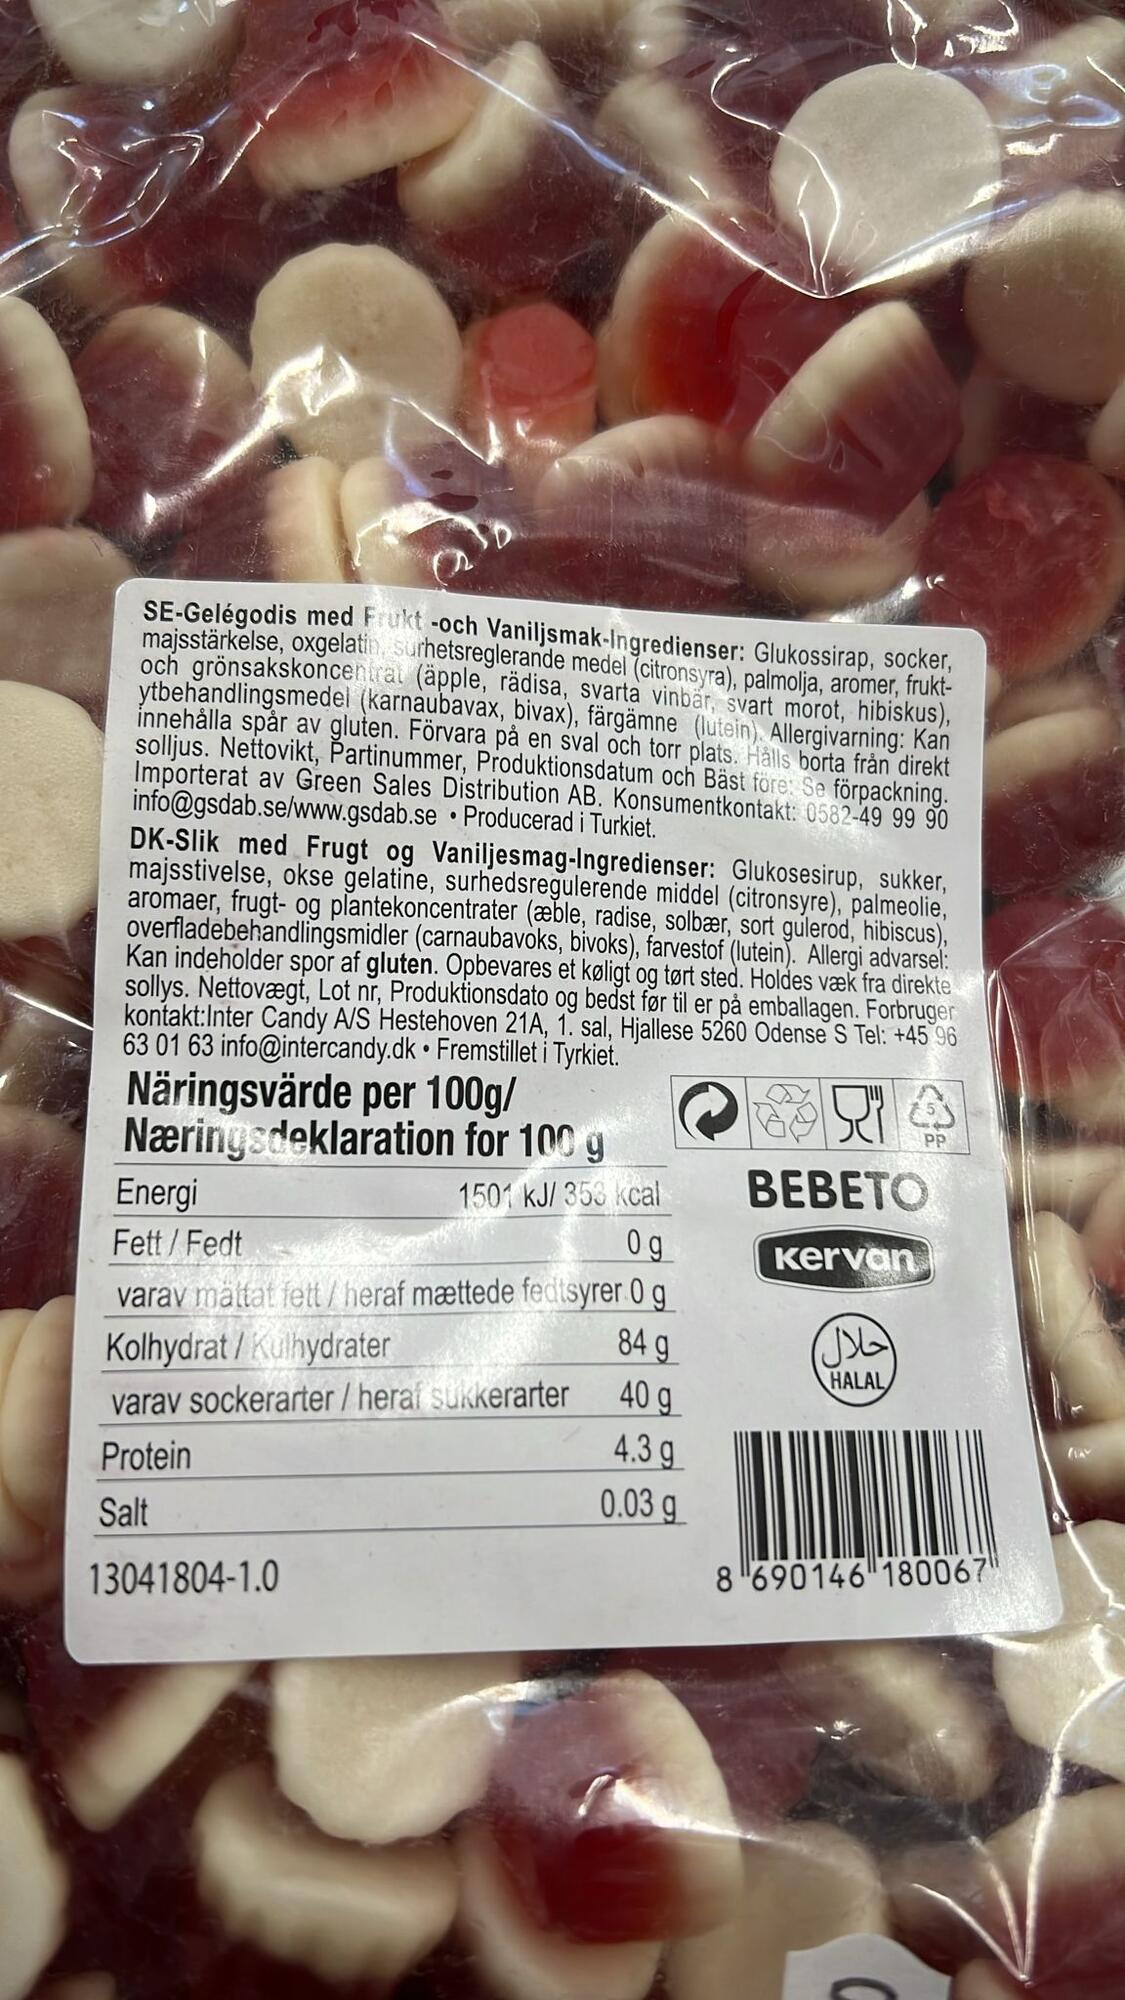 SE-Gelégodis med Frukt -och Vaniljsmak-Ingredienser: Glukossirap, socker,
majsstärkelse, oxgelatin, surhetsreglerande medel (citronsyra), palmolja, aromer, frukt-
och grönsakskoncentrat (äpple, rädisa, svarta vinbär, svart morot, hibiskus),
ytbehandlingsmedel (karnaubavax, bivax), färgämne (lutein). Allergivarning: Kan
innehålla spår av gluten. Förvara på en sval och torr plats. Hålls borta från direkt
solljus. Nettovikt, Partinummer, Produktionsdatum och Bäst före: Se förpackning.
Importerat av Green Sales Distribution AB. Konsumentkontakt: 0582-49 99 90
info@gsdab.se/www.gsdab.se • Producerad i Turkiet.
DK-Slik med Frugt og Vaniljesmag-Ingredienser: Glukosesirup, sukker,
majsstivelse, okse gelatine, surhedsregulerende middel (citronsyre), palmeolie,
aromaer, frugt- og plantekoncentrater (æble, radise, solbær, sort gulerod, hibiscus),
overfladebehandlingsmidler (carnaubavoks, bivoks), farvestof (lutein). Allergi advarsel:
Kan indeholder spor af gluten. Opbevares et køligt og tørt sted. Holdes væk fra direkte
sollys. Nettovægt, Lot nr, Produktionsdato og bedst før til er på emballagen. Forbruger
kontakt:Inter Candy A/S Hestehoven 21A, 1. sal, Hjallese 5260 Odense S Tel: +45 96
63 01 63 info@intercandy.dk • Fremstillet i Tyrkiet.
Näringsvärde per 100g/
Næringsdeklaration for 100 g
Energi 1501 kJ/ 353 kcal
Fett / Fedt 0 g
varav mättat fett / heraf mættede fedtsyrer 0 g
Kolhydrat / Kulhydrater 84 g
varav sockerarter / heraf sukkerarter 40 g
Protein 4.3 g
Salt 0.03 g
13041804-1.0
5
PP
BEBETO
Kervan
حلال
HALAL
8 690146 180067